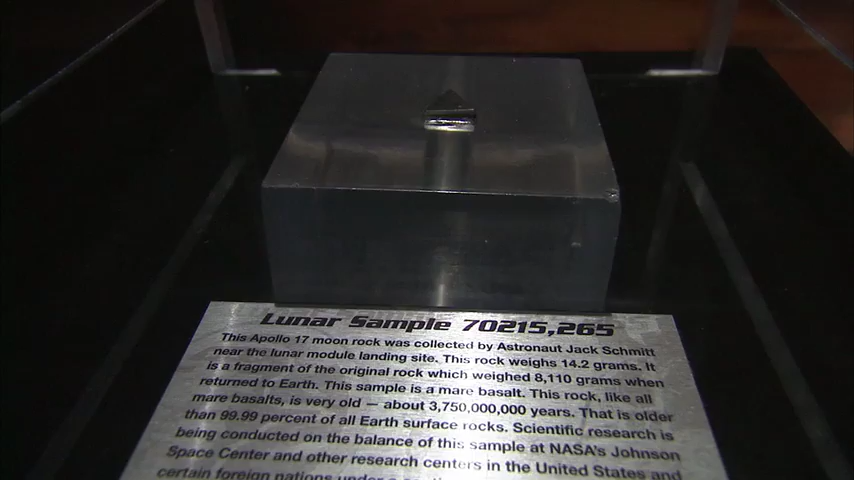 Lunar Sample 70215,265
This Apollo 17 moon rock was collected by Astronaut Jack Schmitt
near the lunar module landing site. This rock weighs 14.2 grams. It
is a fragment of the original rock which weighed 8,110 grams when
returned to Earth. This sample is a mare basalt. This rock, like all
mare basalts, is very old — about 3,750,000,000 years. That is older
than 99.99 percent of all Earth surface rocks. Scientific research is
being conducted on the balance of this sample at NASA's Johnson
Space Center and other research centers in the United States and
certain foreign nations under a